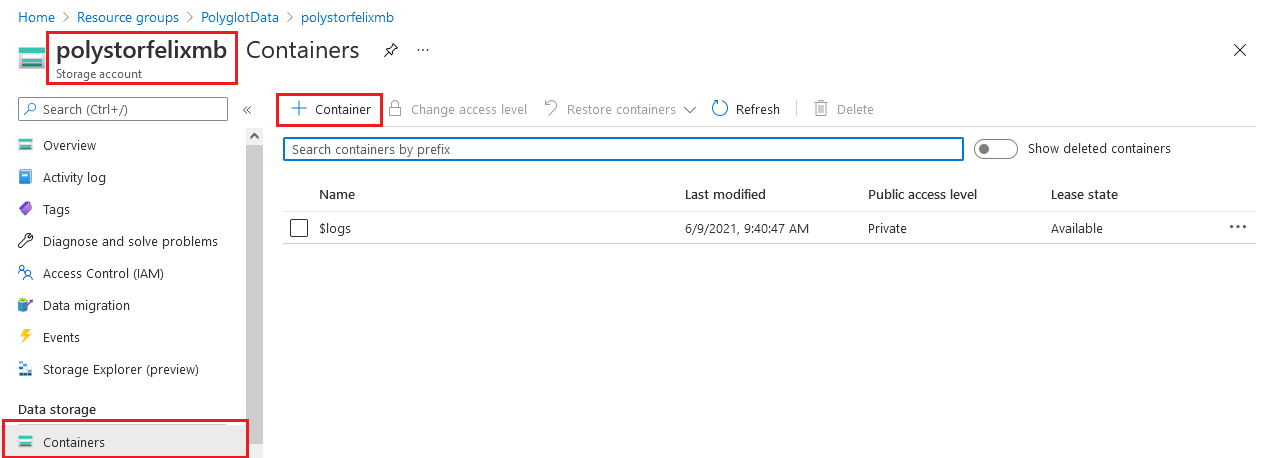 Home > Resource groups > PolyglotData > polystorfelixmb
polystorfelixmb Containers ...
Storage account
Search (Ctrl+/) «
+ Container Change access level Restore containers Refresh Delete
Search containers by prefix Show deleted containers
Overview
Activity log
Tags
Diagnose and solve problems
Access Control (IAM)
Data migration
Events
Storage Explorer (preview)
Data storage
Containers
Name Last modified Public access level Lease state
$logs 6/9/2021, 9:40:47 AM Private Available ...